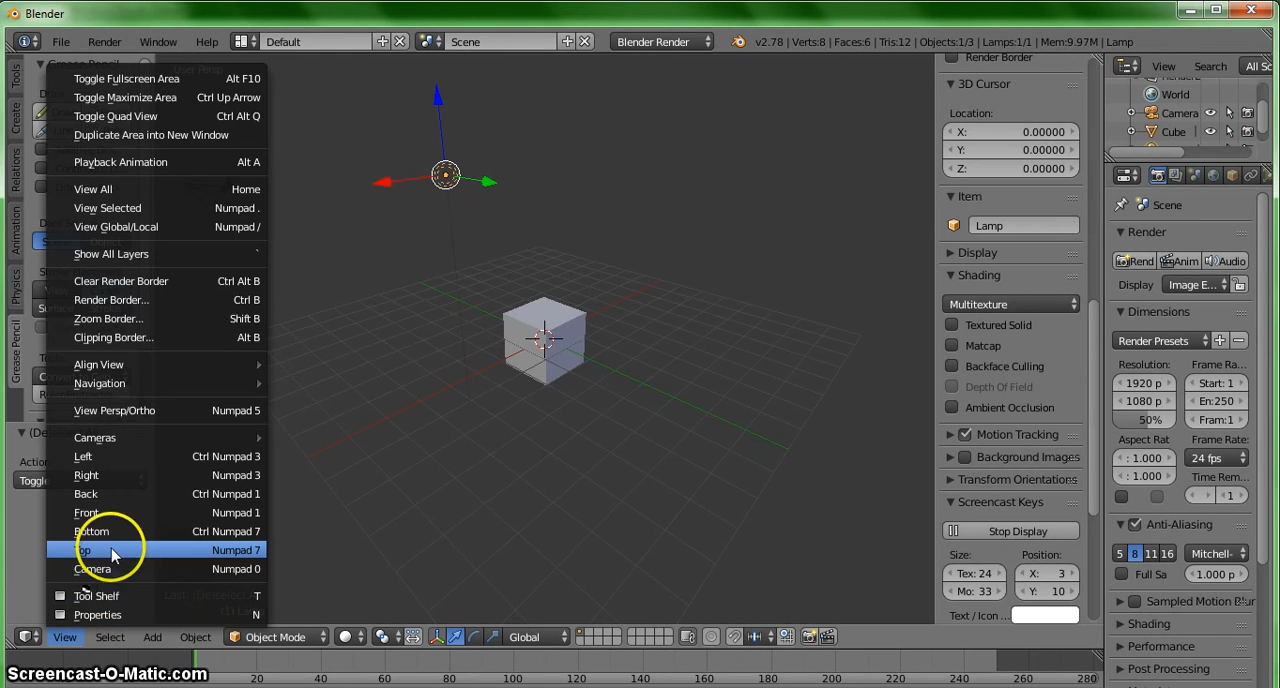 Blender
File Render Window Help Default Scene Blender Render v2.78 | Verts:8 | Faces:6 | Tris:12 | Objects:1/3 | Lamps:1/1 | Mem:9.97M | Lamp
Tools
Create
Relations
Animation
Physics
Grease Pencil
Toggle Fullscreen Area Alt F10
Toggle Maximize Area Ctrl Up Arrow
Toggle Quad View Ctrl Alt Q
Duplicate Area into New Window
Playback Animation Alt A
View All Home
View Selected Numpad .
View Global/Local Numpad /
Show All Layers `
Clear Render Border Ctrl Alt B
Render Border... Ctrl B
Zoom Border... Shift B
Clipping Border... Alt B
Align View
Navigation
View Persp/Ortho Numpad 5
Cameras
Left Ctrl Numpad 3
Right Numpad 3
Back Ctrl Numpad 1
Front Numpad 1
Bottom Ctrl Numpad 7
Top Numpad 7
Camera Numpad 0
Tool Shelf T
Properties N
View Select Add Object Object Mode Global
Render Border
3D Cursor
Location:
X: 0.00000
Y: 0.00000
Z: 0.00000
Item
Lamp
Display
Shading
Multitexture
Textured Solid
Matcap
Backface Culling
Depth Of Field
Ambient Occlusion
Motion Tracking
Background Images
Transform Orientations
Screencast Keys
Stop Display
Size: Position:
Tex: 24 X: 3
Mo: 33 Y: 10
Text / Icon ...
View Search All Sc
World
Camera
Cube
Scene
Render
Rend Anim Audio
Display Image E...
Dimensions
Render Presets
Resolution: Frame Ra...
1920 p Start: 1
1080 p En:250
50% Fram:1
Aspect Rat Frame Rate:
: 1.000 24 fps
: 1.000 Time Rem...
1
Anti-Aliasing
5 8 11 16 Mitchell-
Full Sa 1.000 p
Sampled Motion Blur
Shading
Performance
Post Processing
20 40 60 80 100 120 140 160 180 200 220 240 260 280
Screencast-O-Matic.com